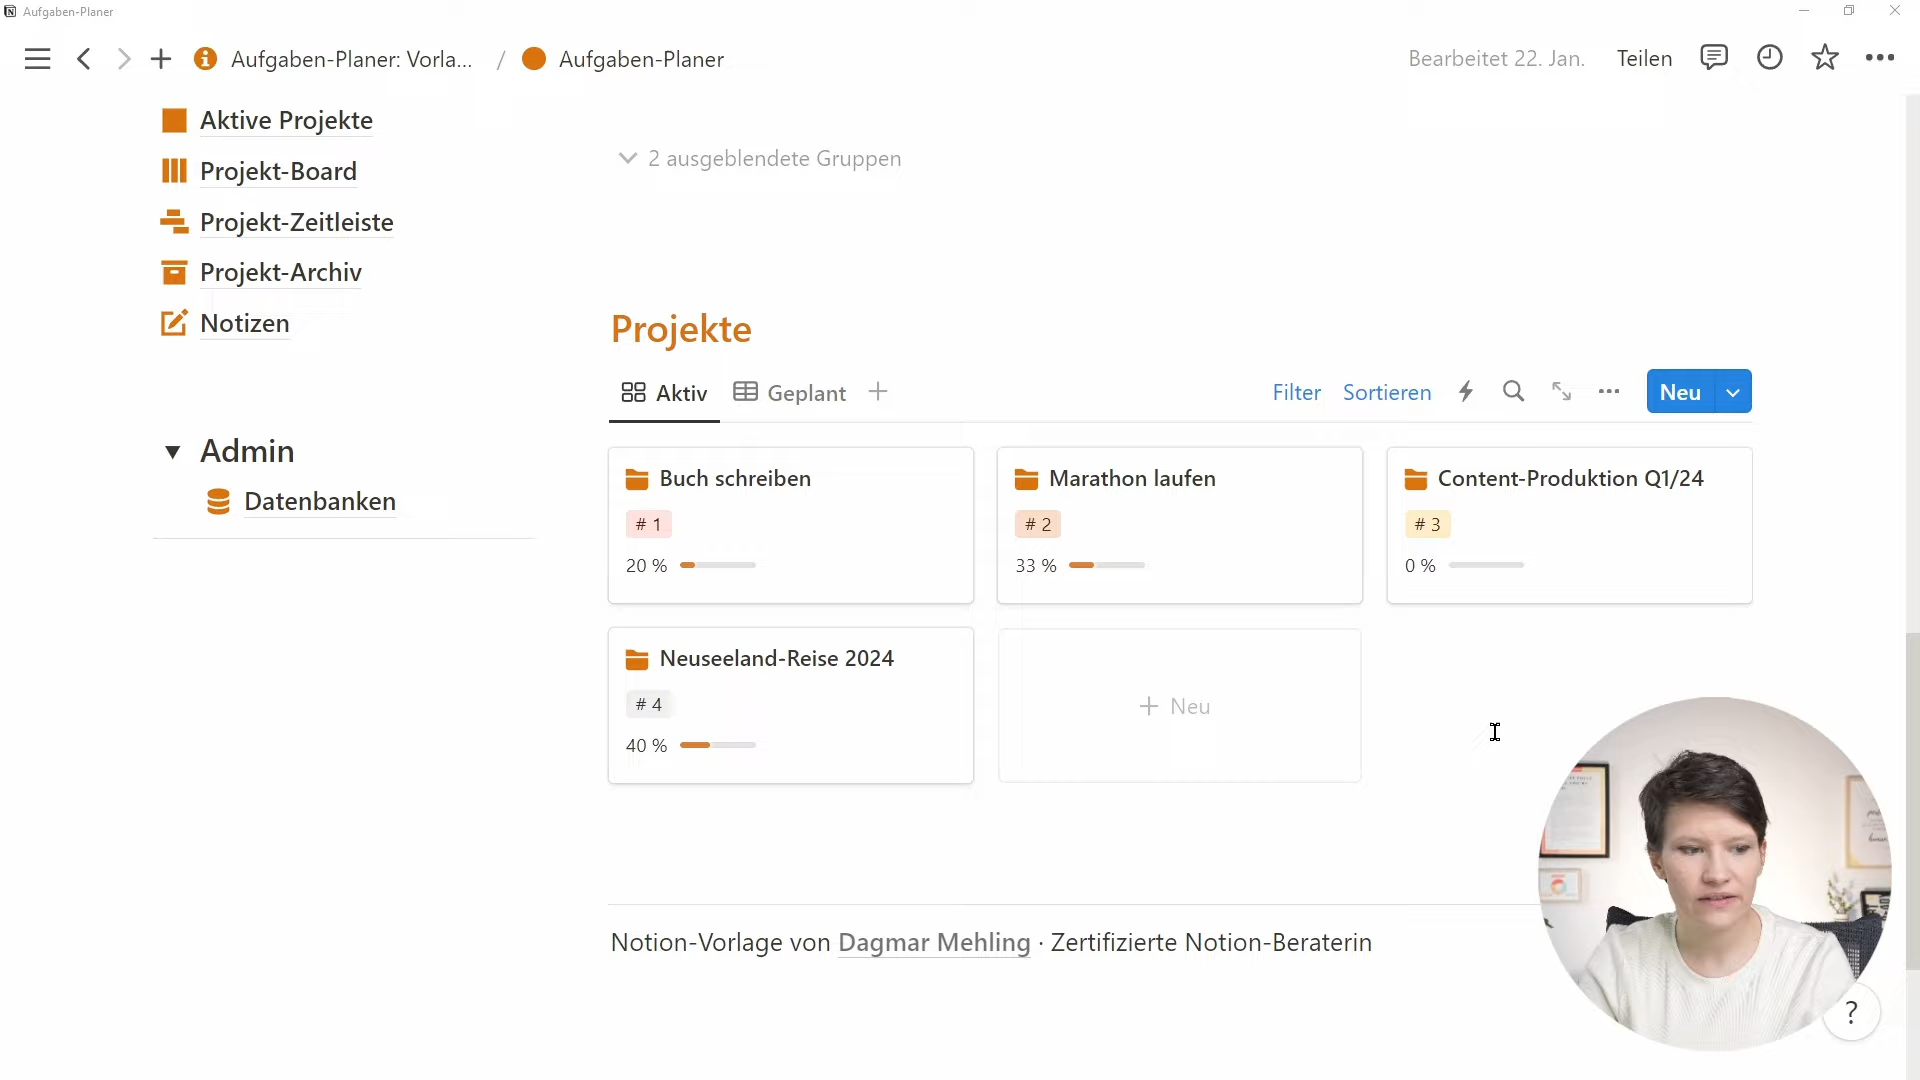 Aufgaben-Planer
Aufgaben-Planer: Vorla... / Aufgaben-Planer
Bearbeitet 22. Jan. Teilen
Aktive Projekte
Projekt-Board
Projekt-Zeitleiste
Projekt-Archiv
Notizen
Admin
Datenbanken
2 ausgeblendete Gruppen
Projekte
Aktiv Geplant
Filter Sortieren Neu
Buch schreiben
# 1
20 %
Marathon laufen
# 2
33 %
Content-Produktion Q1/24
# 3
0 %
Neuseeland-Reise 2024
# 4
40 %
+ Neu
Notion-Vorlage von Dagmar Mehling · Zertifizierte Notion-Beraterin
?